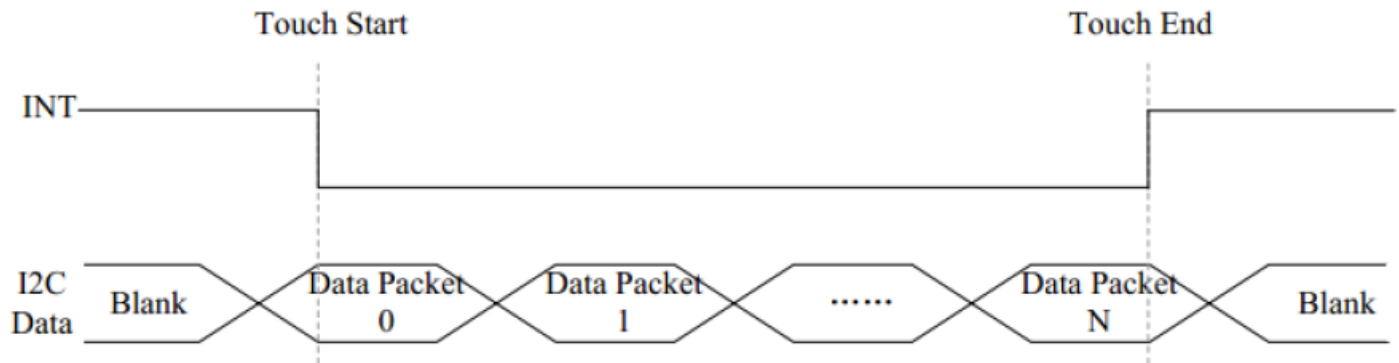 Touch Start
Touch End
INT
I2C
Data
Blank
Data Packet
0
Data Packet
1
......
Data Packet
N
Blank